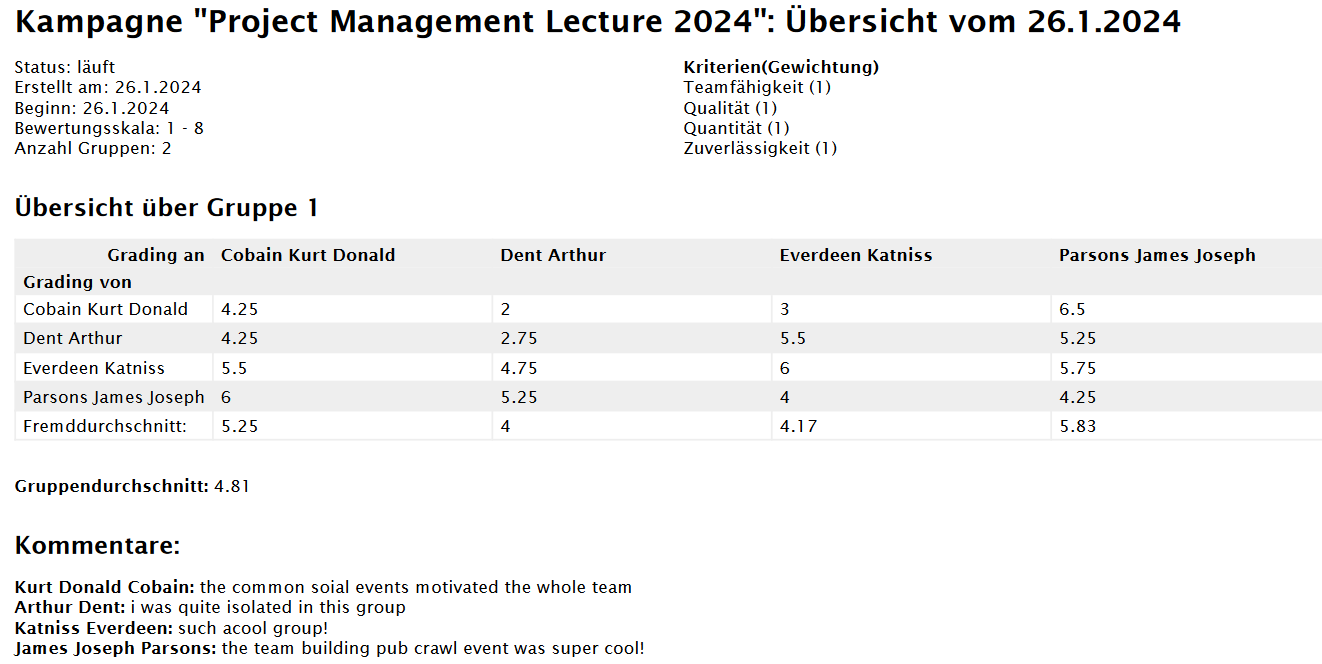 Kampagne "Project Management Lecture 2024": Übersicht vom 26.1.2024
Status: läuft
Erstellt am: 26.1.2024
Beginn: 26.1.2024
Bewertungsskala: 1 - 8
Anzahl Gruppen: 2
Kriterien(Gewichtung)
Teamfähigkeit (1)
Qualität (1)
Quantität (1)
Zuverlässigkeit (1)
Übersicht über Gruppe 1
Grading an Cobain Kurt Donald Dent Arthur Everdeen Katniss Parsons James Joseph
Grading von
Cobain Kurt Donald 4.25 2 3 6.5
Dent Arthur 4.25 2.75 5.5 5.25
Everdeen Katniss 5.5 4.75 6 5.75
Parsons James Joseph 6 5.25 4 4.25
Fremddurchschnitt: 5.25 4 4.17 5.83
Gruppendurchschnitt: 4.81
Kommentare:
Kurt Donald Cobain: the common soial events motivated the whole team
Arthur Dent: i was quite isolated in this group
Katniss Everdeen: such acool group!
James Joseph Parsons: the team building pub crawl event was super cool!